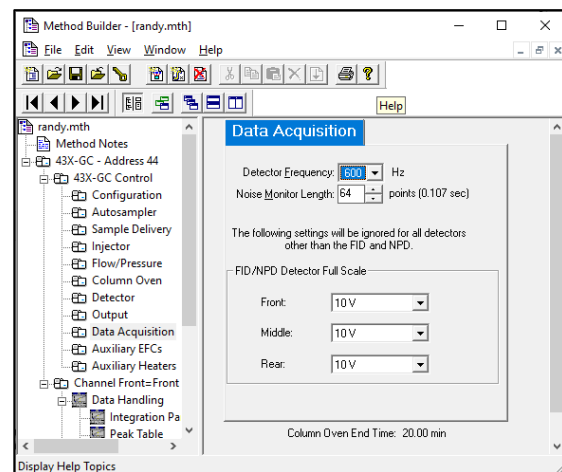 Method Builder - [randy.mth]
File Edit View Window Help
Help
randy.mth
Method Notes
43X-GC - Address 44
43X-GC Control
Configuration
Autosampler
Sample Delivery
Injector
Flow/Pressure
Column Oven
Detector
Output
Data Acquisition
Auxiliary EFCs
Auxiliary Heaters
Channel Front=Front
Data Handling
Integration Pa
Peak Table
Data Acquisition
Detector Frequency: 600 Hz
Noise Monitor Length: 64 points (0.107 sec)
The following settings will be ignored for all detectors
other than the FID and NPD.
FID/NPD Detector Full Scale
Front: 10 V
Middle: 10 V
Rear: 10 V
Column Oven End Time: 20.00 min
Display Help Topics